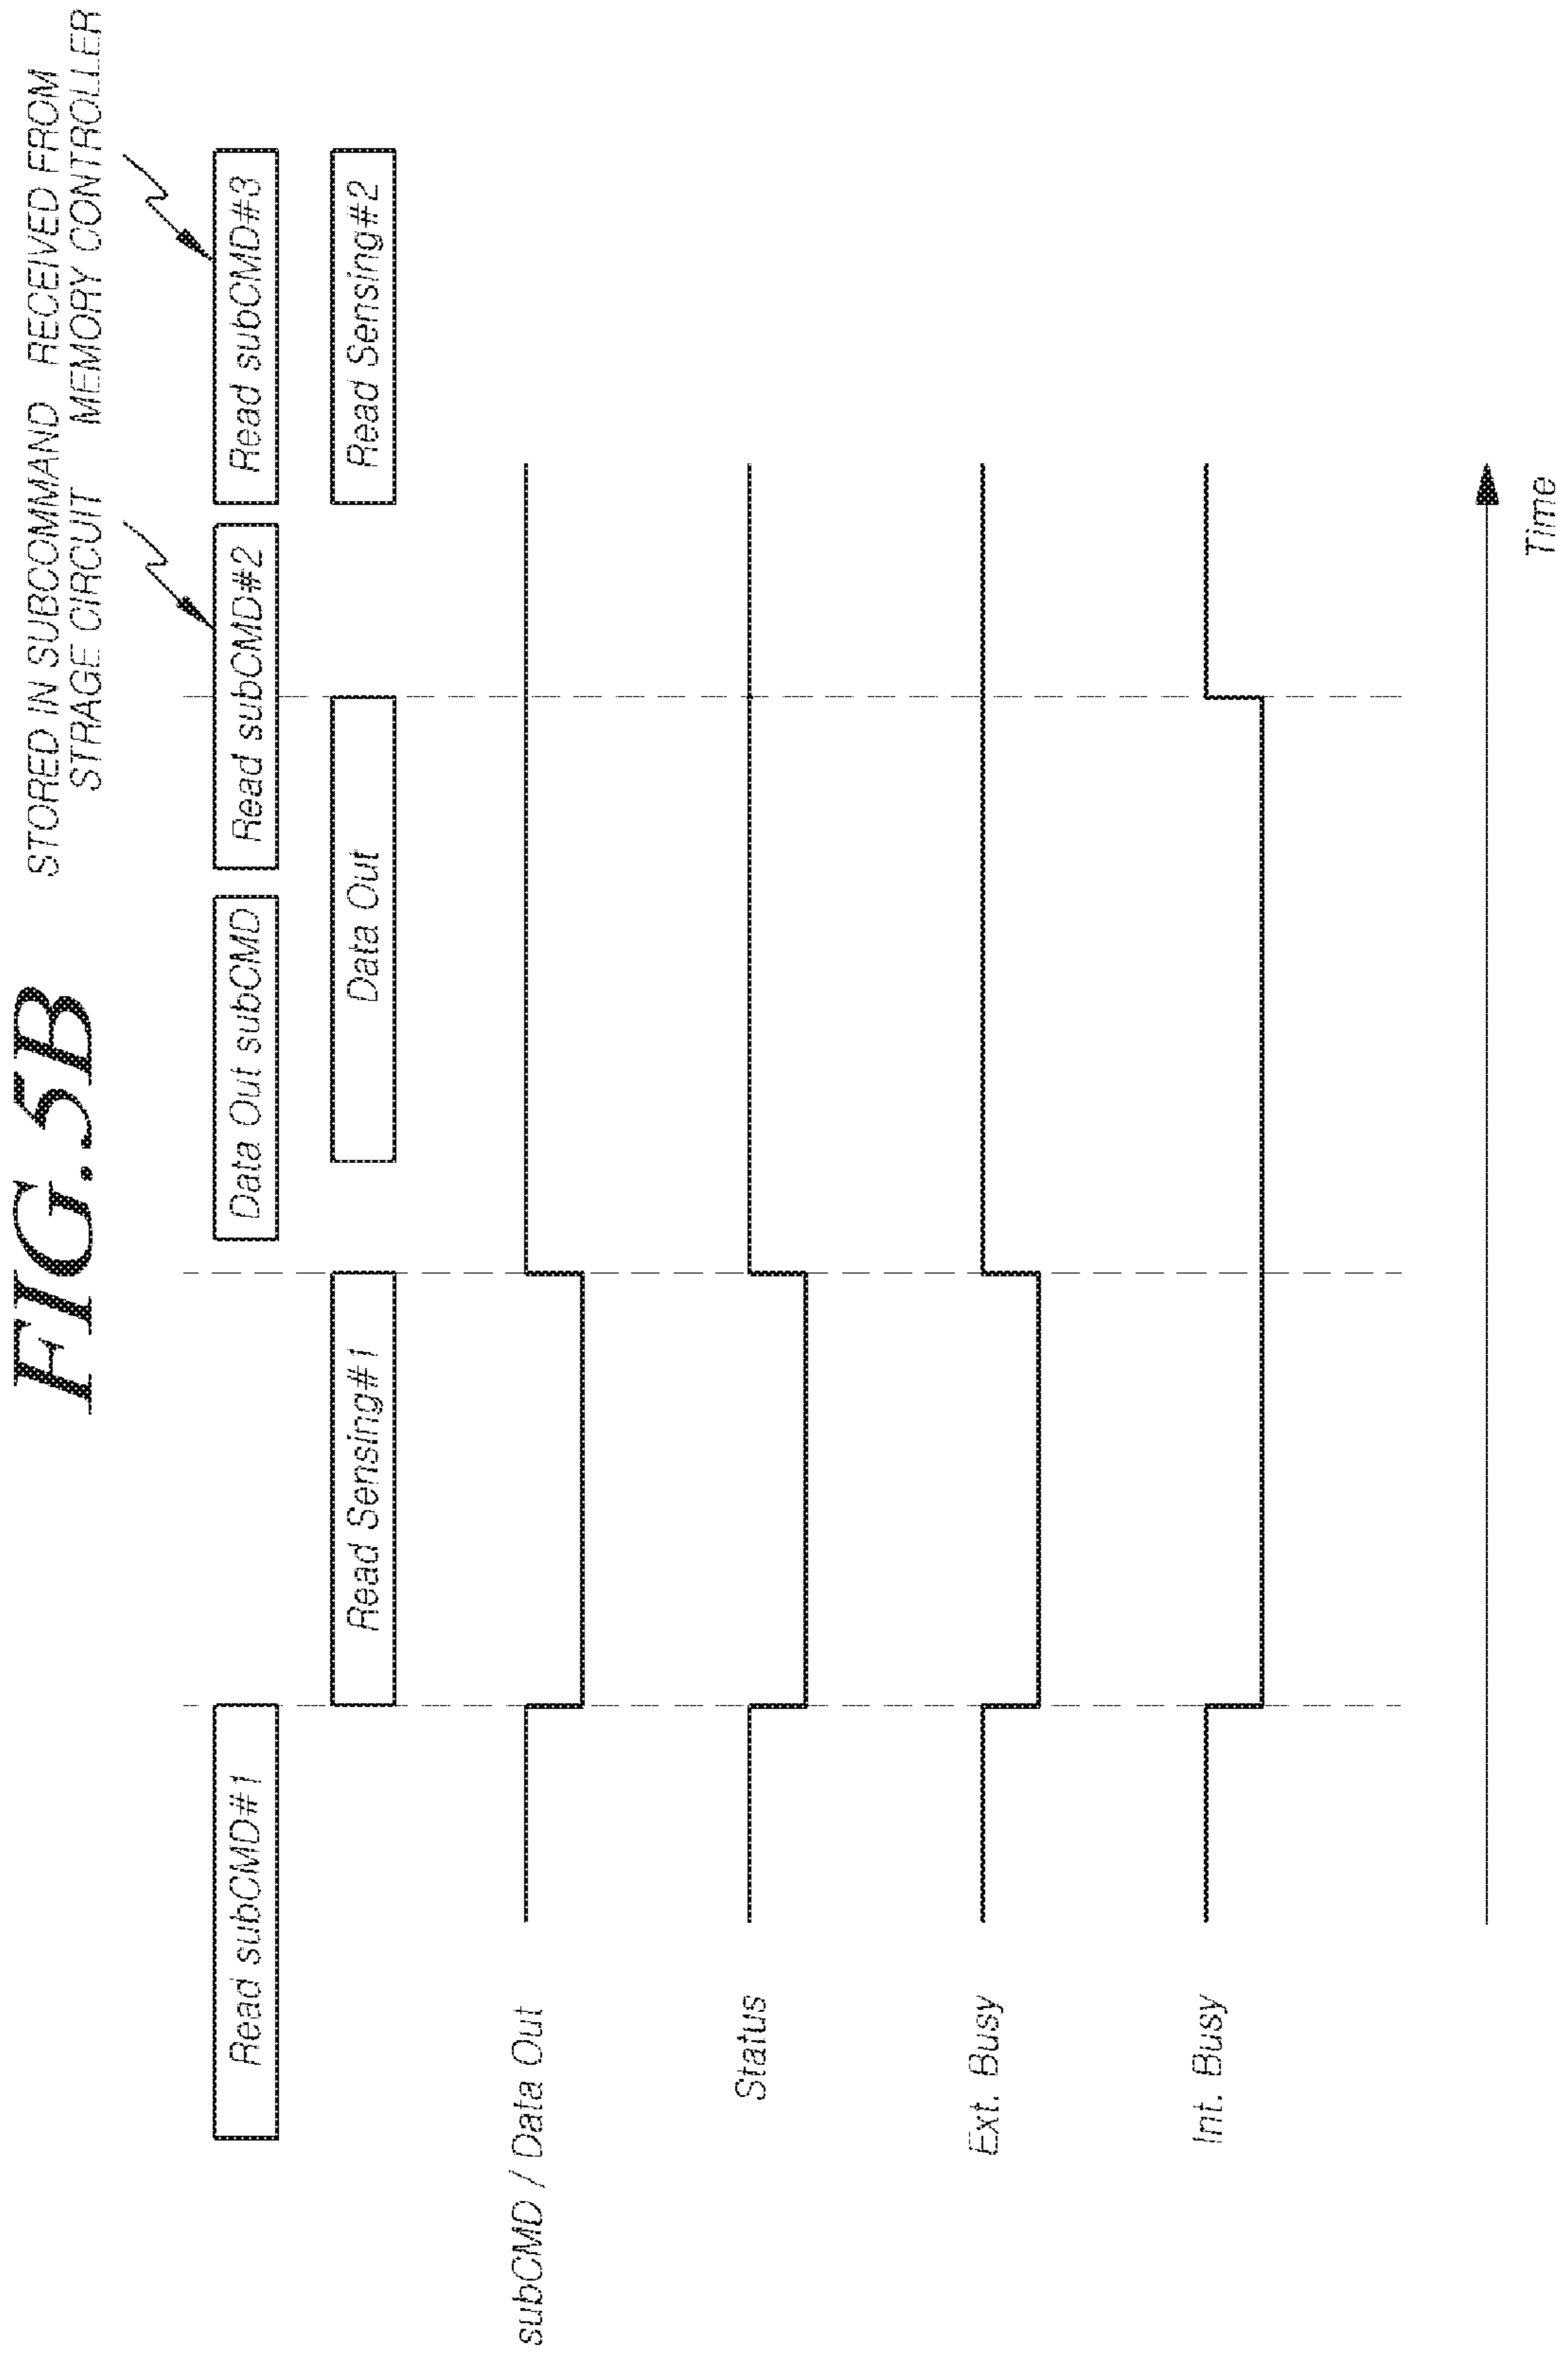 FIG.5B
STORED IN SUBCOMMAND
STRAGE CIRCUIT
RECEIVED FROM
MEMORY CONTROLLER
Read subCMD#1
Data Out subCMD
Read subCMD#2
Read subCMD#3
Read Sensing#1
Data Out
Read Sensing#2
subCMD / Data Out
Status
Ext. Busy
Int. Busy
Time